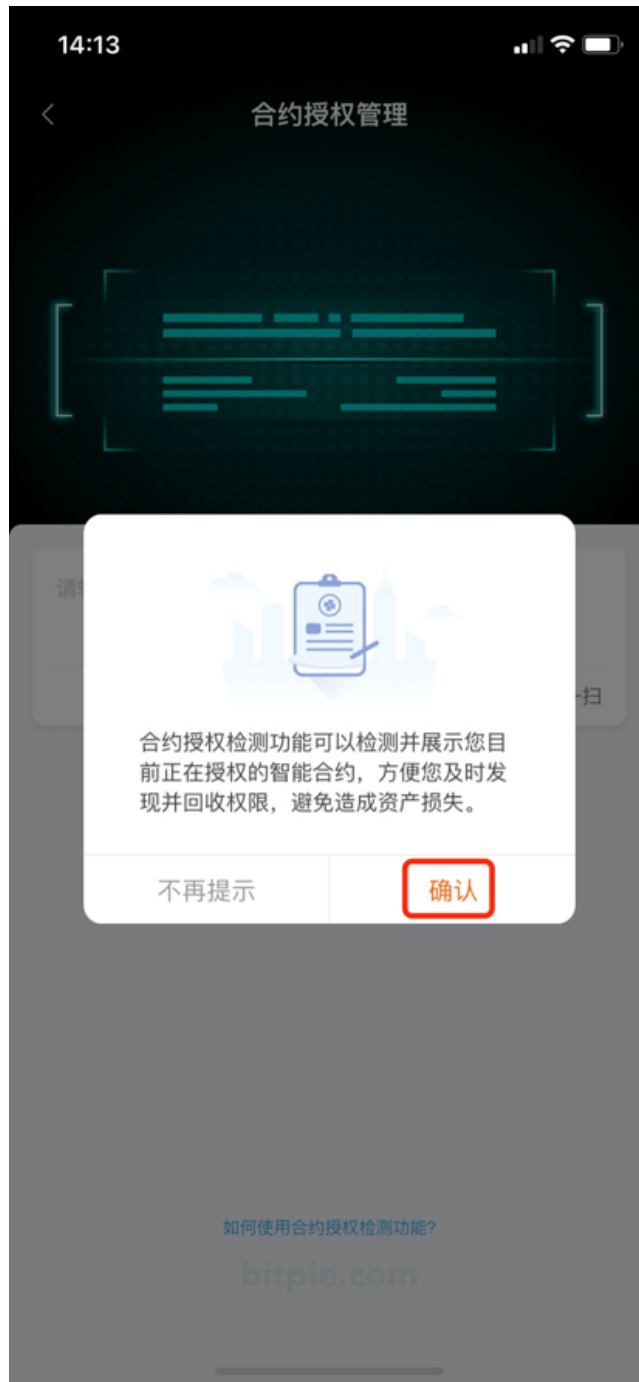 14:13
合约授权管理
请
一扫
合约授权检测功能可以检测并展示您目
前正在授权的智能合约，方便您及时发
现并回收权限，避免造成资产损失。
不再提示
确认
如何使用合约授权检测功能?
bitpie.com